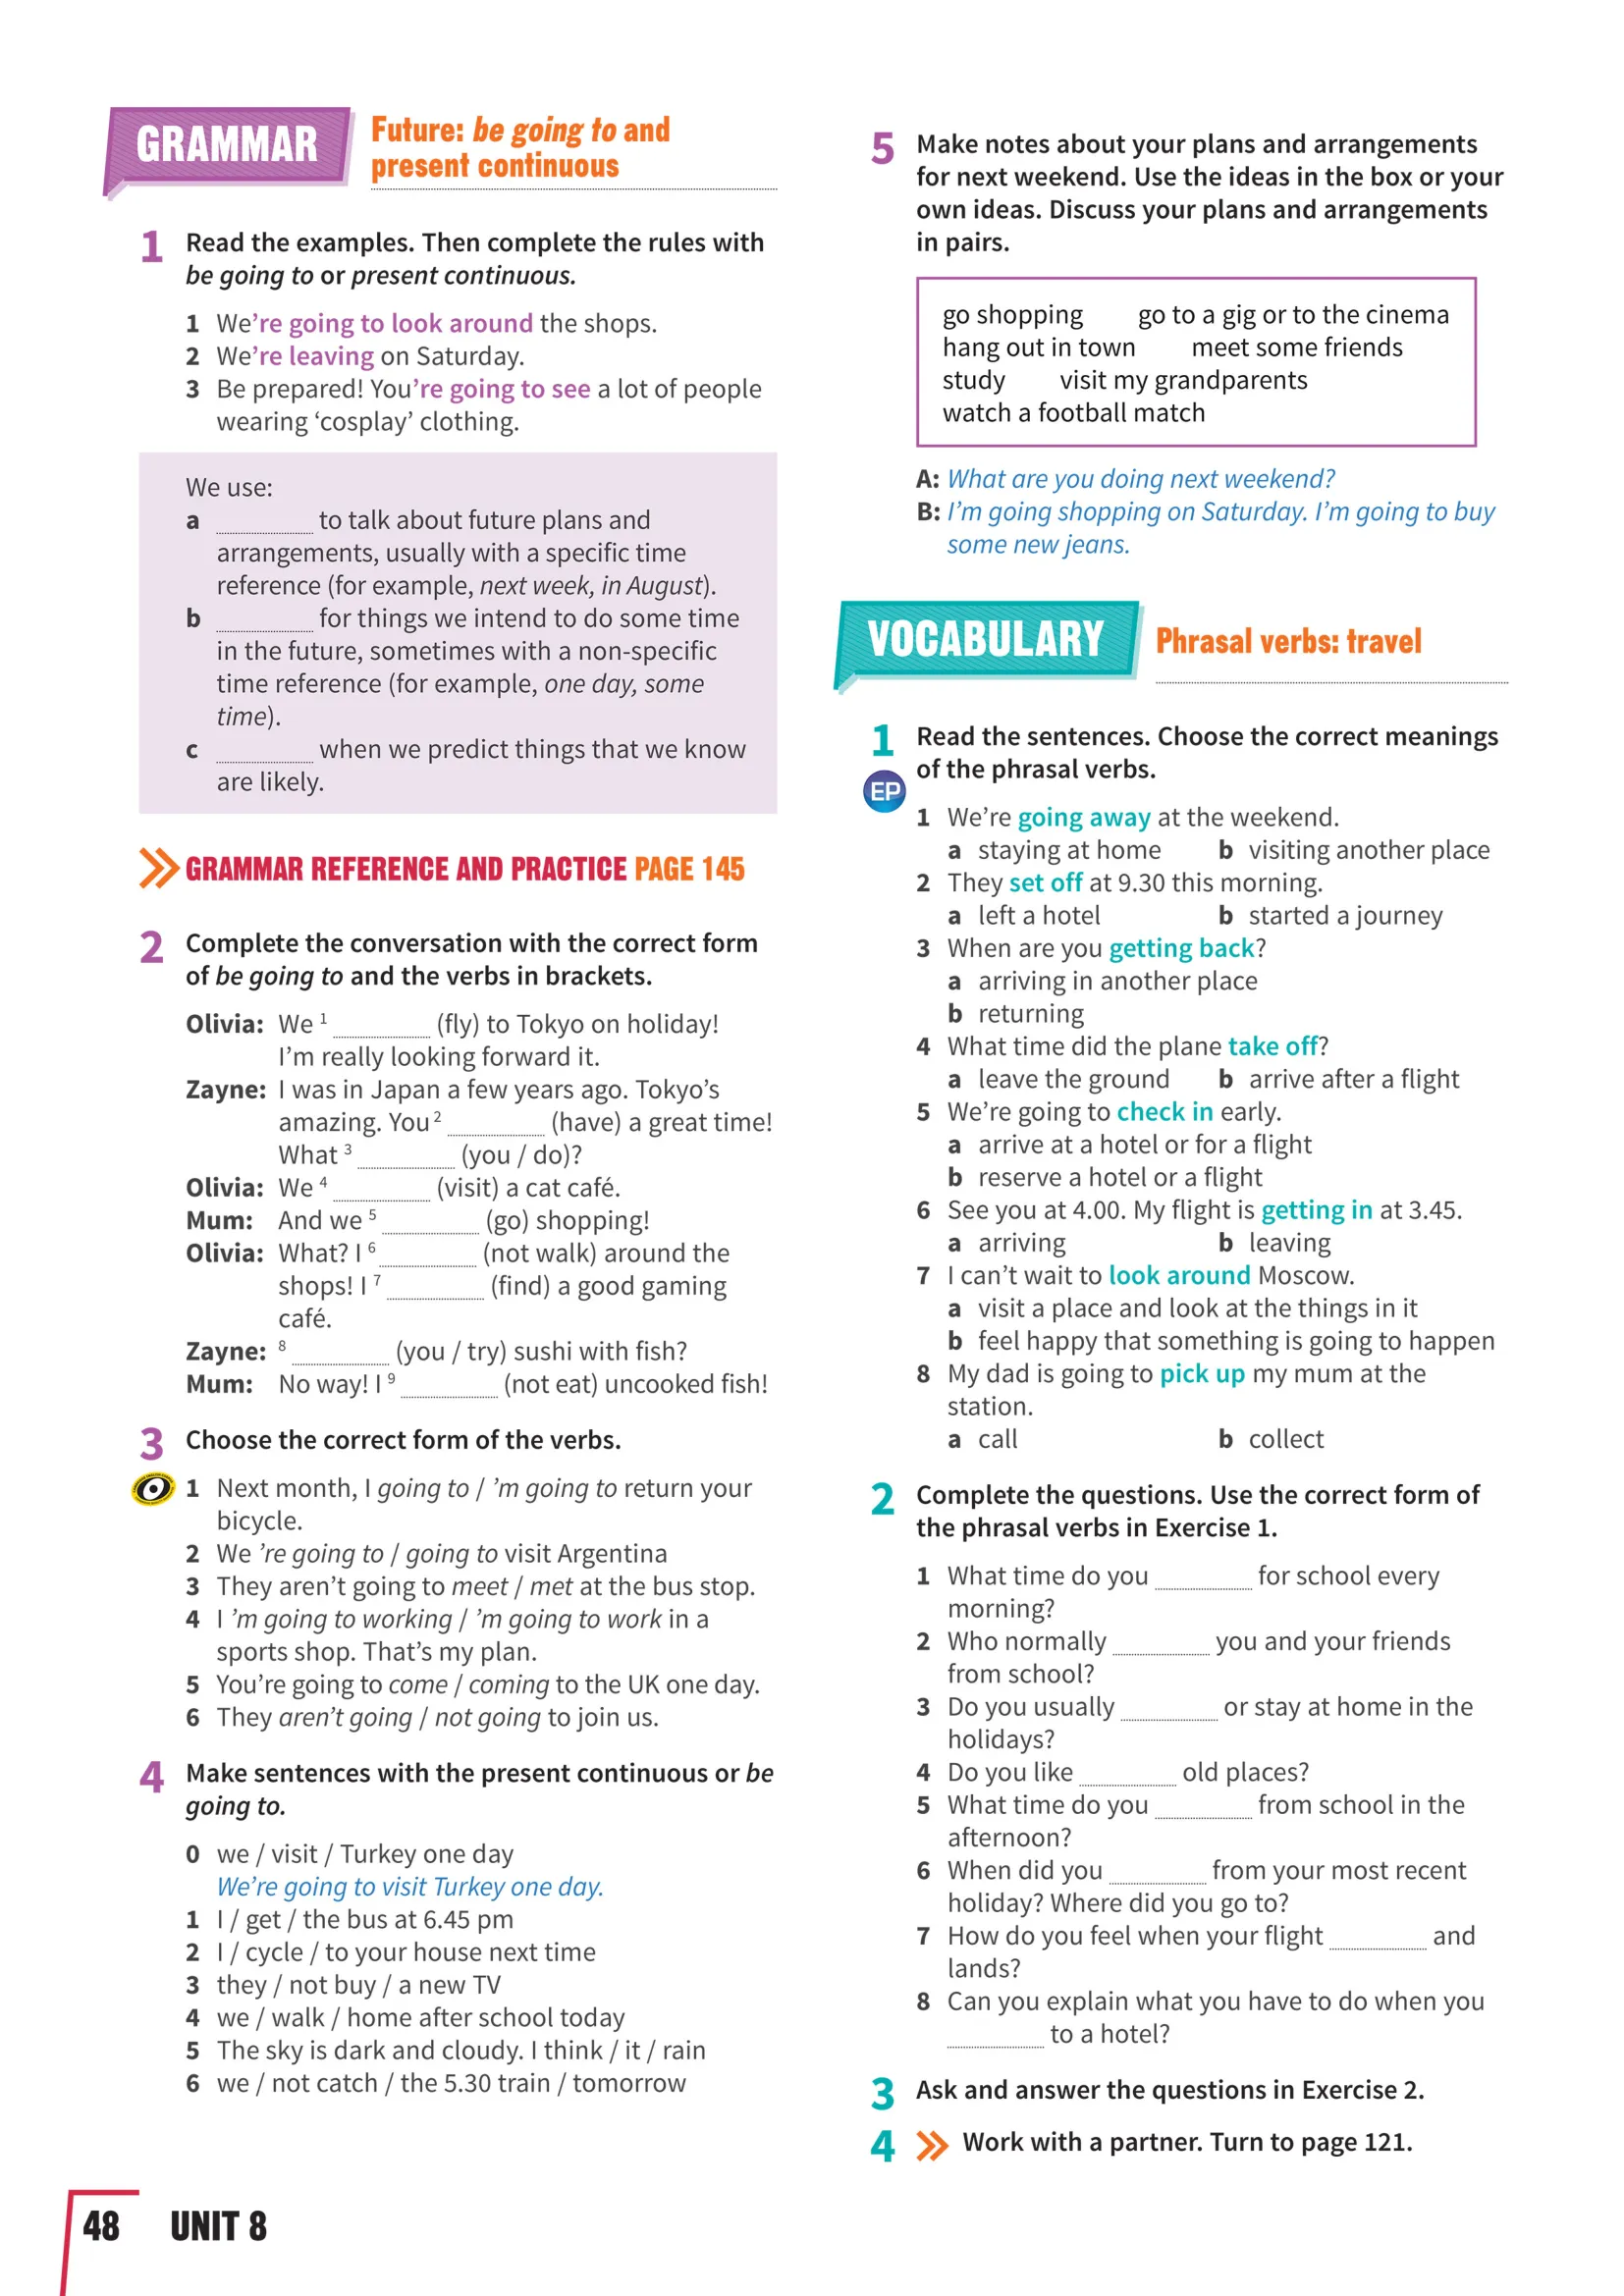 GRAMMAR
Future: be going to and
present continuous
1 Read the examples. Then complete the rules with
be going to or present continuous.
1 We're going to look around the shops.
2 We're leaving on Saturday.
3 Be prepared! You're going to see a lot of people
wearing 'cosplay' clothing.
We use:
a to talk about future plans and
arrangements, usually with a specific time
reference (for example, next week, in August).
b for things we intend to do some time
in the future, sometimes with a non-specific
time reference (for example, one day, some
time).
c when we predict things that we know
are likely.
GRAMMAR REFERENCE AND PRACTICE PAGE 145
2 Complete the conversation with the correct form
of be going to and the verbs in brackets.
Olivia: We 1 (fly) to Tokyo on holiday!
I'm really looking forward it.
Zayne: I was in Japan a few years ago. Tokyo's
amazing. You 2 (have) a great time!
What 3 (you / do)?
Olivia: We 4 (visit) a cat café.
Mum: And we 5 (go) shopping!
Olivia: What? I 6 (not walk) around the
shops! I 7 (find) a good gaming
café.
Zayne: 8 (you / try) sushi with fish?
Mum: No way! I 9 (not eat) uncooked fish!
3 Choose the correct form of the verbs.
1 Next month, I going to / 'm going to return your
bicycle.
2 We 're going to / going to visit Argentina
3 They aren't going to meet / met at the bus stop.
4 I 'm going to working / 'm going to work in a
sports shop. That's my plan.
5 You're going to come / coming to the UK one day.
6 They aren't going / not going to join us.
4 Make sentences with the present continuous or be
going to.
0 we / visit / Turkey one day
We're going to visit Turkey one day.
1 I / get / the bus at 6.45 pm
2 I / cycle / to your house next time
3 they / not buy / a new TV
4 we / walk / home after school today
5 The sky is dark and cloudy. I think / it / rain
6 we / not catch / the 5.30 train / tomorrow
5 Make notes about your plans and arrangements
for next weekend. Use the ideas in the box or your
own ideas. Discuss your plans and arrangements
in pairs.
go shopping go to a gig or to the cinema
hang out in town meet some friends
study visit my grandparents
watch a football match
A: What are you doing next weekend?
B: I'm going shopping on Saturday. I'm going to buy
some new jeans.
VOCABULARY
Phrasal verbs: travel
1 Read the sentences. Choose the correct meanings
of the phrasal verbs.
EP
1 We're going away at the weekend.
a staying at home b visiting another place
2 They set off at 9.30 this morning.
a left a hotel b started a journey
3 When are you getting back?
a arriving in another place
b returning
4 What time did the plane take off?
a leave the ground b arrive after a flight
5 We're going to check in early.
a arrive at a hotel or for a flight
b reserve a hotel or a flight
6 See you at 4.00. My flight is getting in at 3.45.
a arriving b leaving
7 I can't wait to look around Moscow.
a visit a place and look at the things in it
b feel happy that something is going to happen
8 My dad is going to pick up my mum at the
station.
a call b collect
2 Complete the questions. Use the correct form of
the phrasal verbs in Exercise 1.
1 What time do you for school every
morning?
2 Who normally you and your friends
from school?
3 Do you usually or stay at home in the
holidays?
4 Do you like old places?
5 What time do you from school in the
afternoon?
6 When did you from your most recent
holiday? Where did you go to?
7 How do you feel when your flight and
lands?
8 Can you explain what you have to do when you
to a hotel?
3 Ask and answer the questions in Exercise 2.
4 Work with a partner. Turn to page 121.
48 UNIT 8